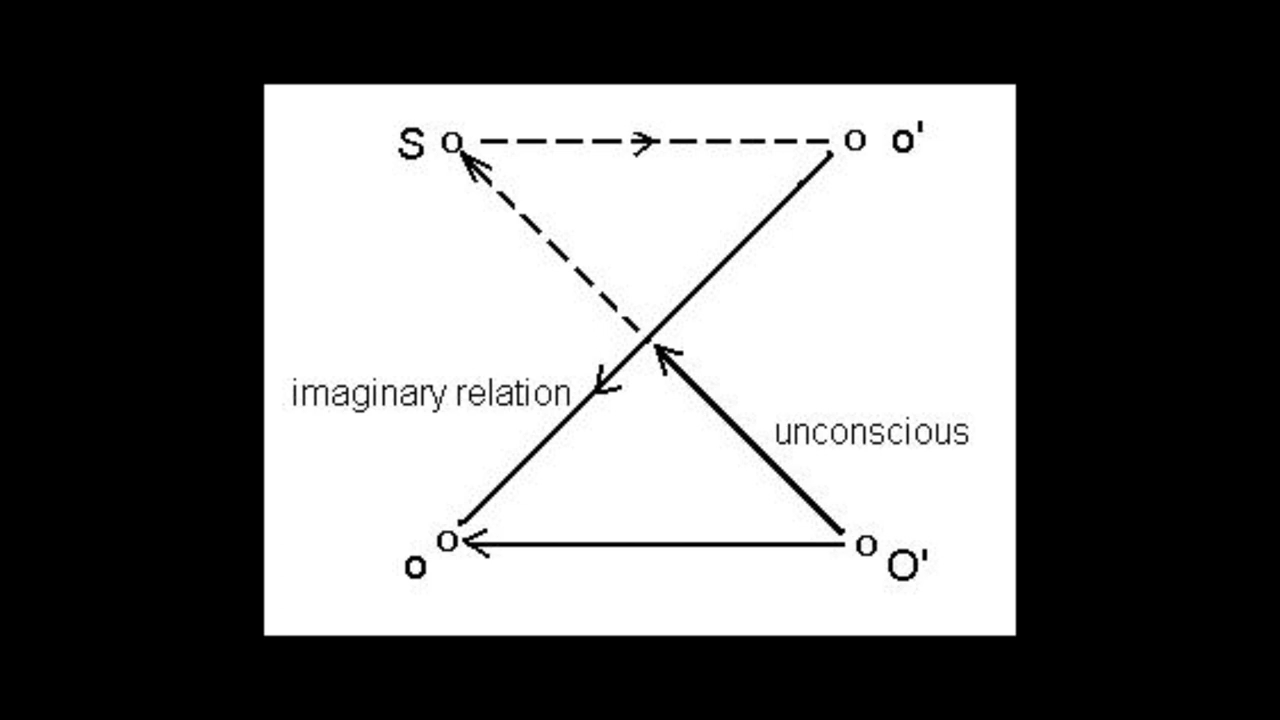 S o o o'
imaginary relation
unconscious
o o
o O'